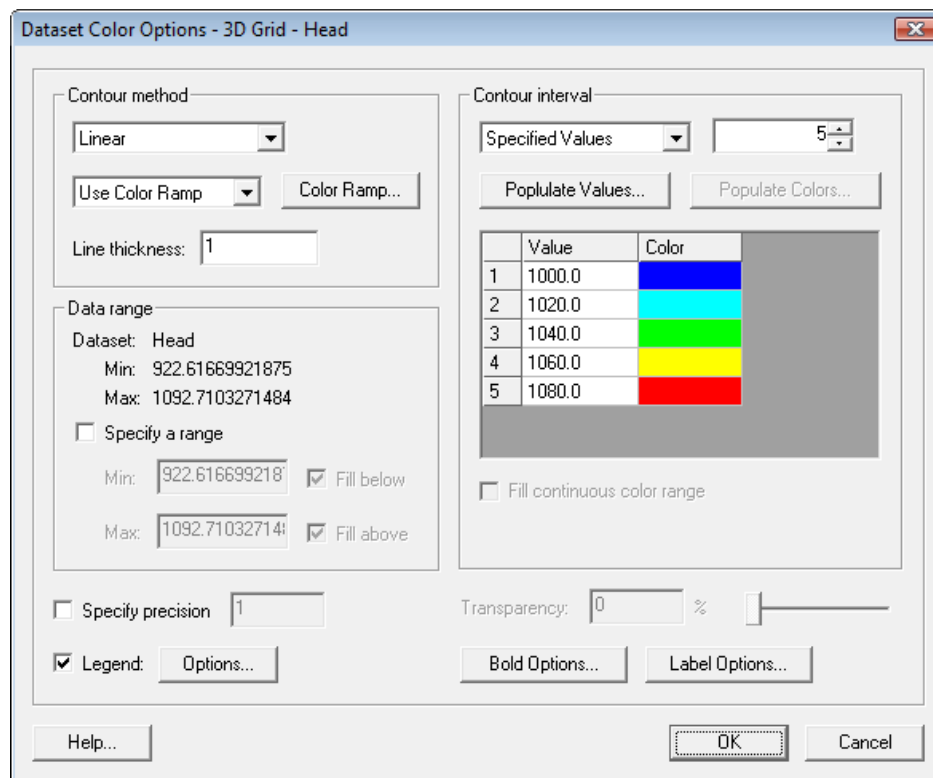 Dataset Color Options - 3D Grid - Head
Contour method
Linear
Use Color Ramp
Color Ramp...
Line thickness: 1
Data range
Dataset: Head
Min: 922.61669921875
Max: 1092.7103271484
Specify a range
Min: 922.616699218 Fill below
Max: 1092.7103271484 Fill above
Specify precision 1
Legend: Options...
Contour interval
Specified Values 5
Poplulate Values... Populate Colors...
Value Color
1 1000.0
2 1020.0
3 1040.0
4 1060.0
5 1080.0
Fill continuous color range
Transparency: 0 %
Bold Options... Label Options...
Help... OK Cancel